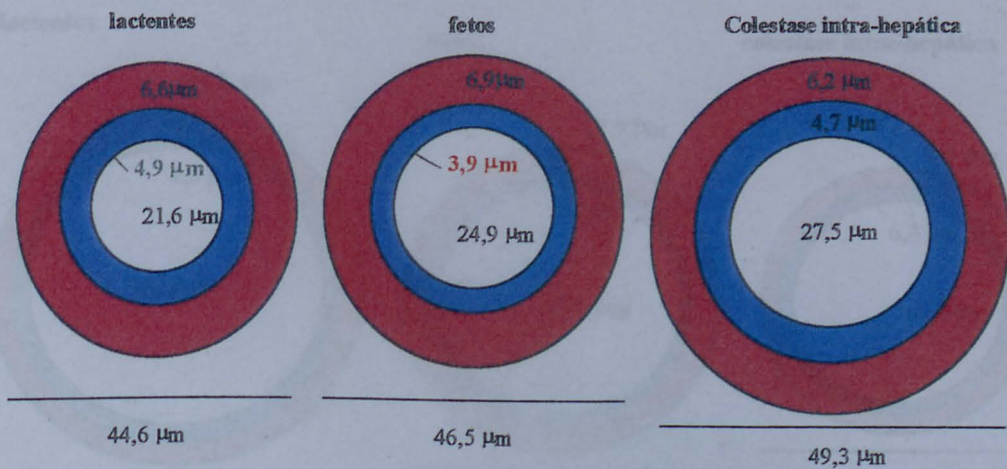 lactentes
fetos
Colestase intra-hepática
6,6µm
6,9µm
6,2 µm
4,7 µm
4,9 µm
3,9 µm
21,6 µm
24,9 µm
27,5 µm
44,6 µm
46,5 µm
49,3 µm